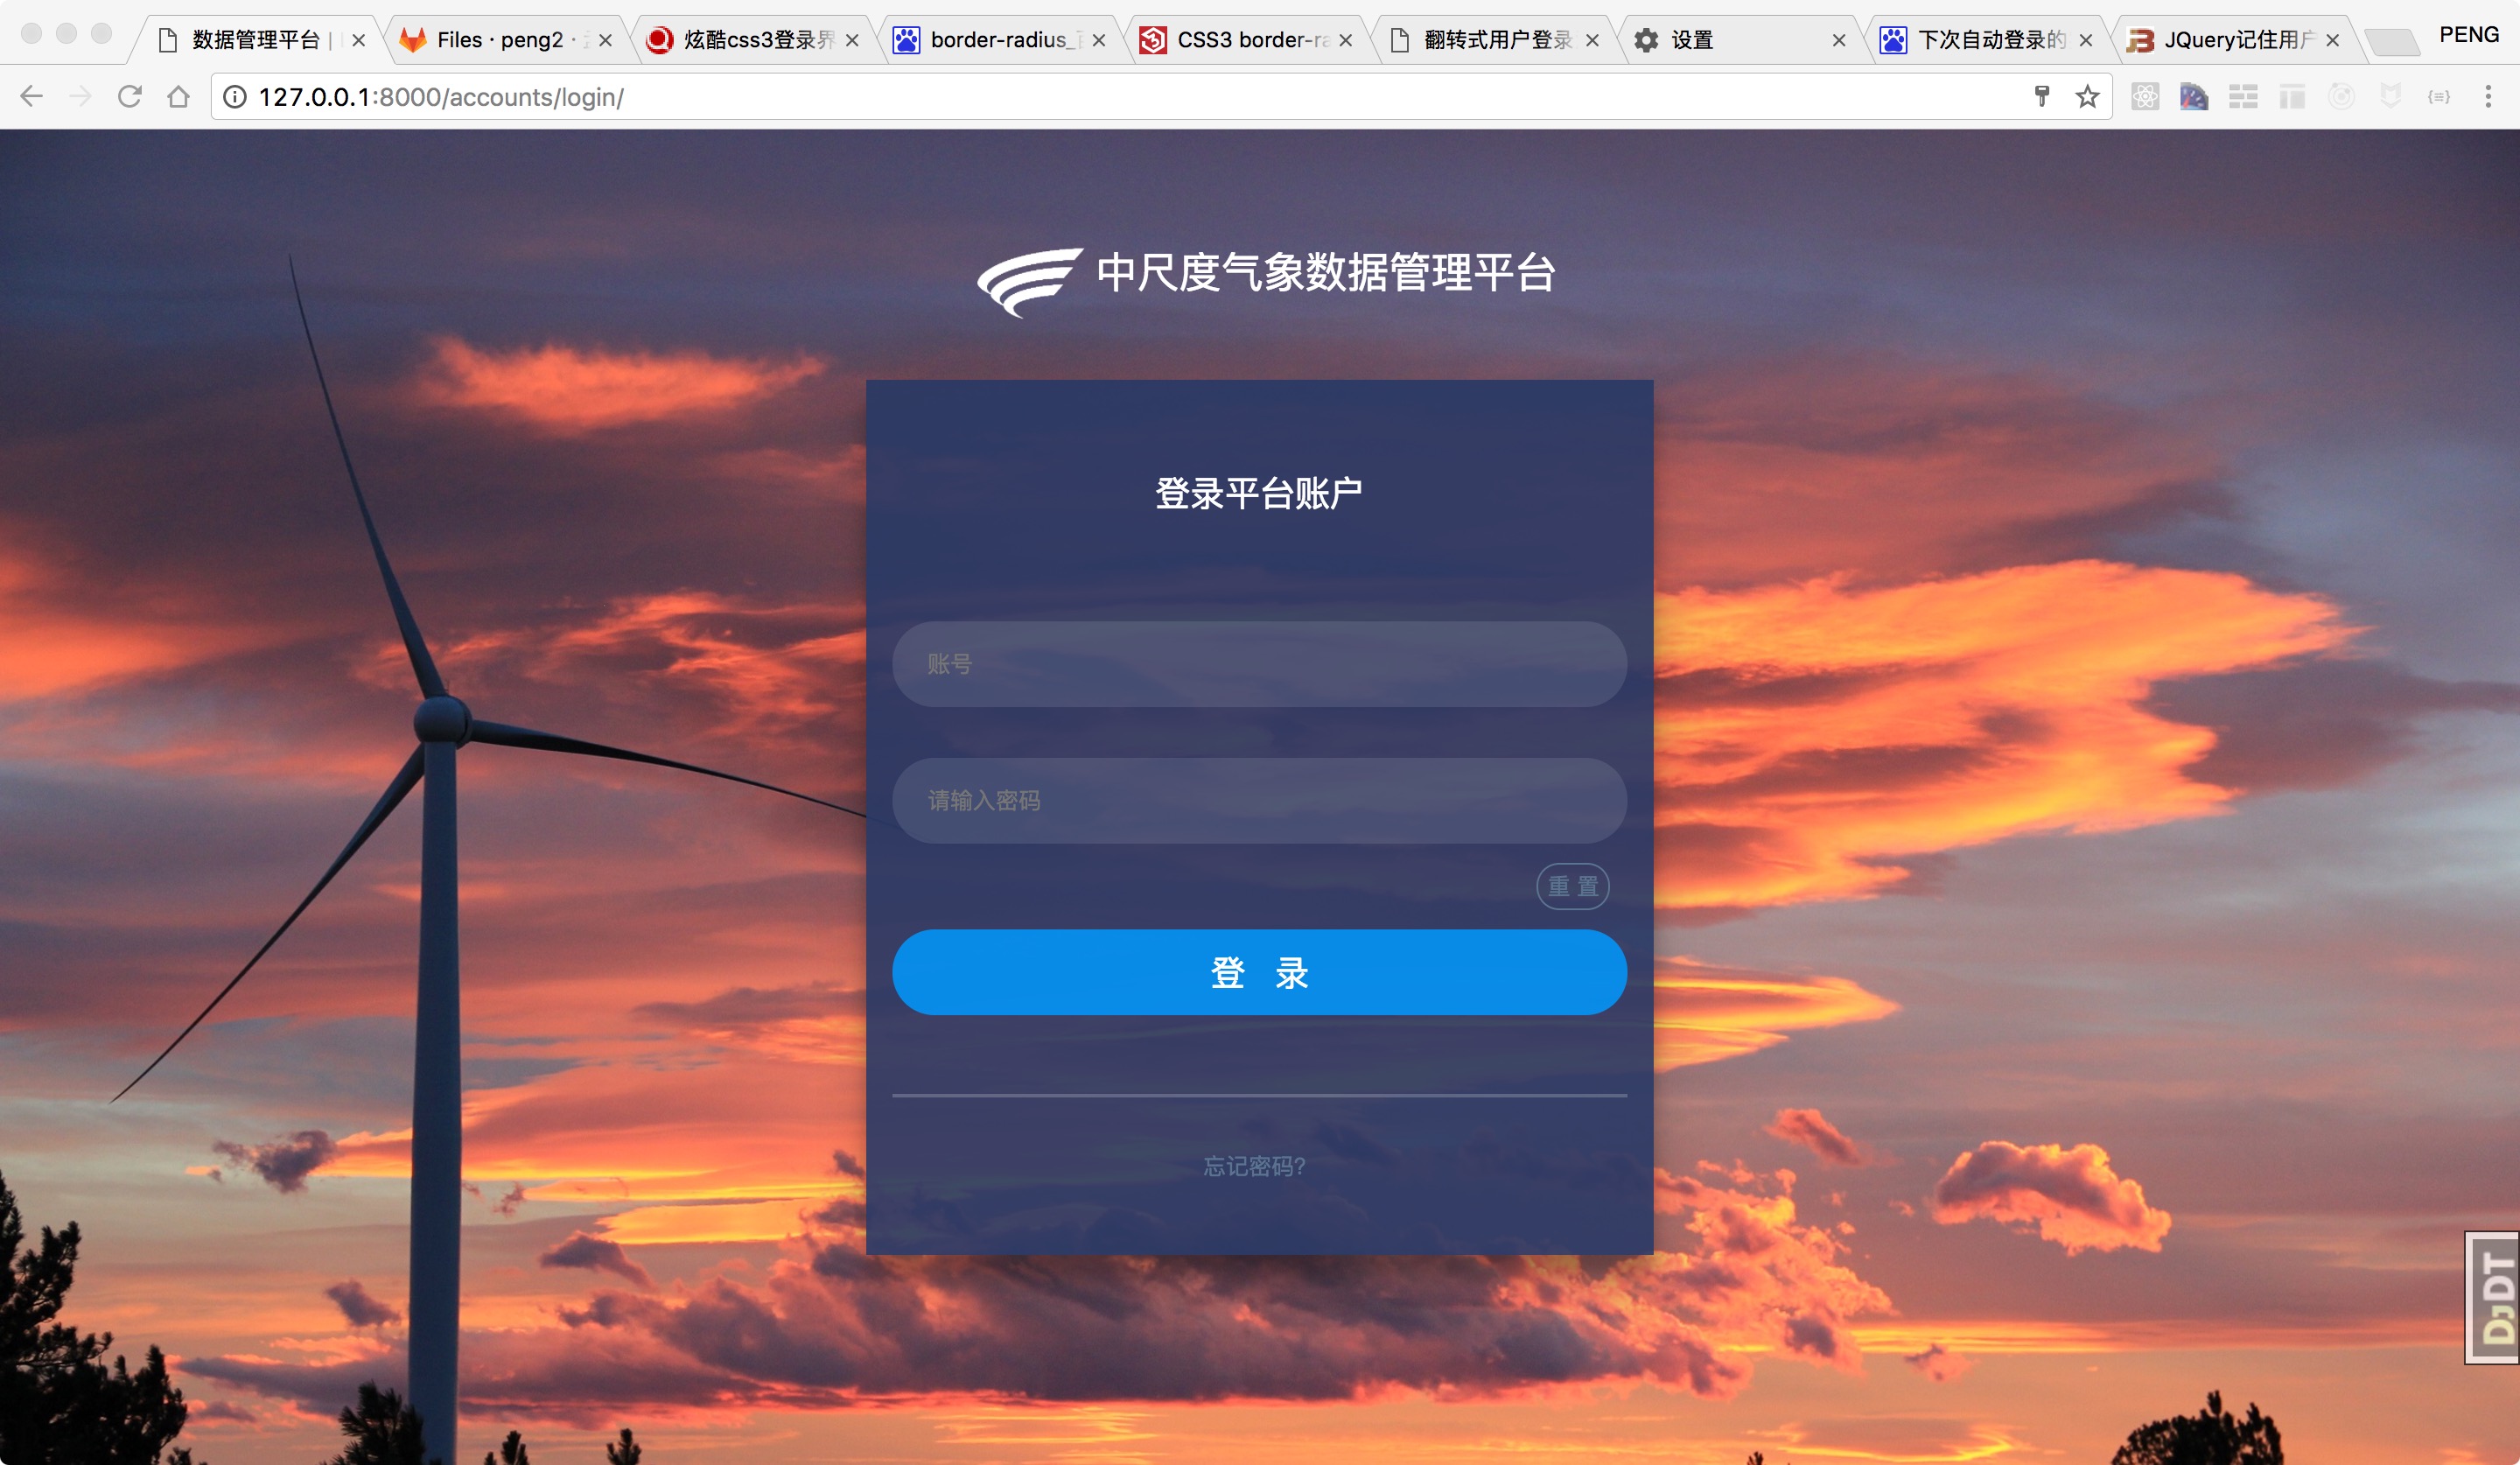 数据管理平台 |
Files · peng2 ·
炫酷css3登录界
border-radius_
CSS3 border-ra
翻转式用户登录
设置
下次自动登录的
JQuery记住用户
PENG
127.0.0.1:8000/accounts/login/
中尺度气象数据管理平台
登录平台账户
账号
请输入密码
重 置
登 录
忘记密码?
DJDT